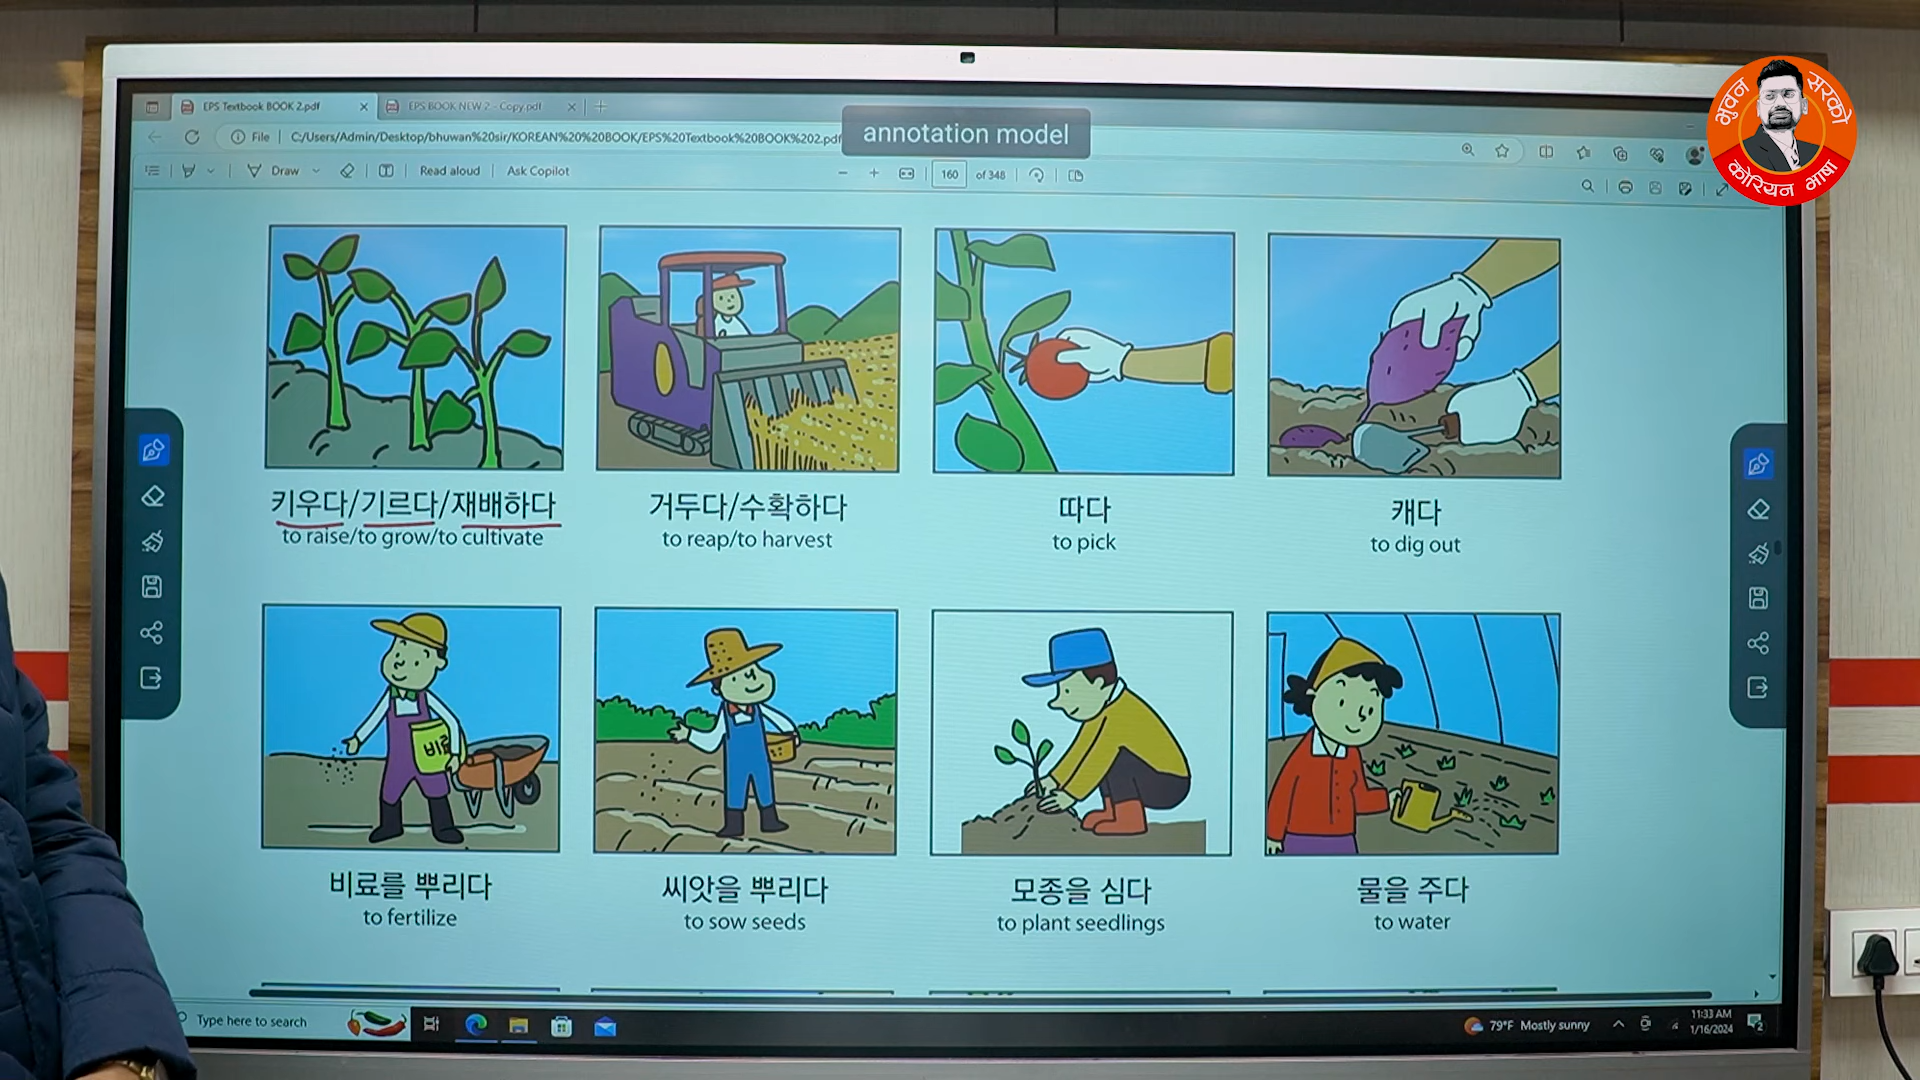 भुवन सरको
कोरियन भाषा
EPS Textbook BOOK 2.pdf
EPS BOOK NEW 2 - Copy.pdf
annotation model
File
C:/Users/Admin/Desktop/bhuwan%20sir/KOREAN%20%20BOOK/EPS%20Textbook%20BOOK%202.pdf
Draw
Read aloud
Ask Copilot
160 of 348
키우다/기르다/재배하다
to raise/to grow/to cultivate
거두다/수확하다
to reap/to harvest
따다
to pick
캐다
to dig out
비료
비료를 뿌리다
to fertilize
씨앗을 뿌리다
to sow seeds
모종을 심다
to plant seedlings
물을 주다
to water
Type here to search
79°F Mostly sunny
11:33 AM
1/16/2024
2